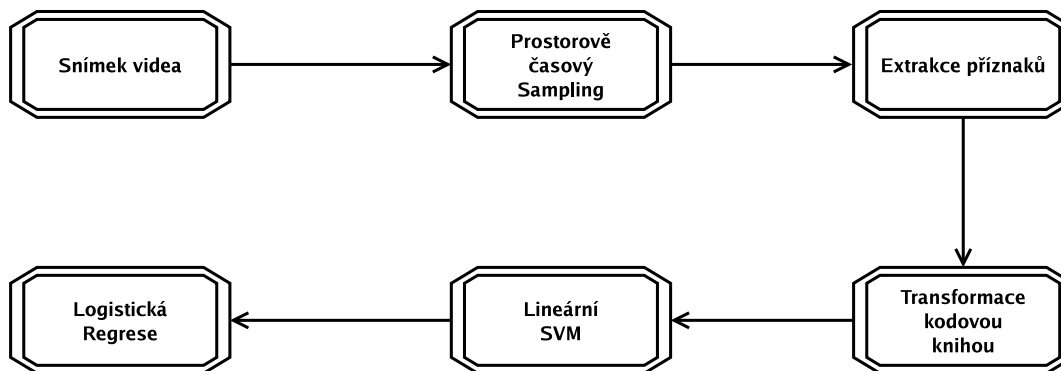 Snímek videa
Prostorově
časový
Sampling
Extrakce příznaků
Transformace
kodovou
knihou
Lineární
SVM
Logistická
Regrese